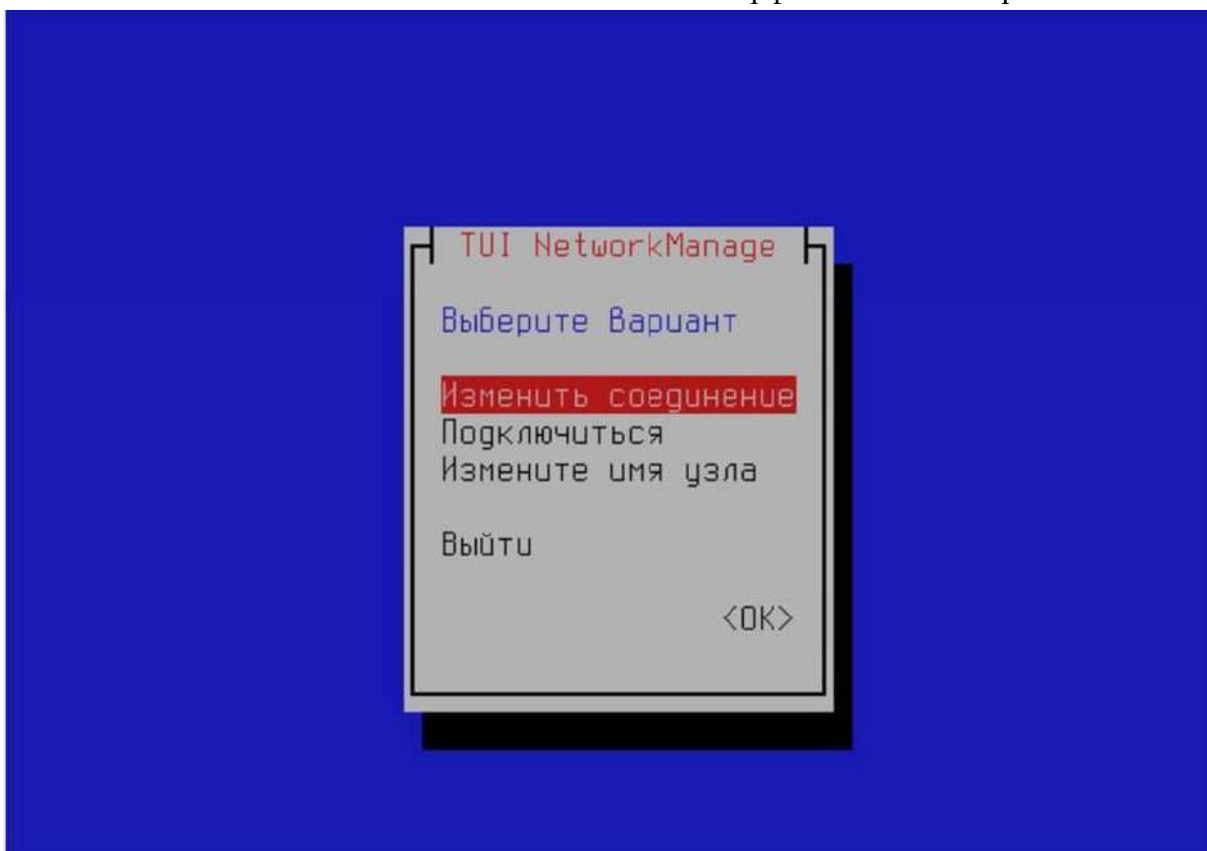 TUI NetworkManage
Выберите Вариант
Изменить соединение
Подключиться
Измените имя узла
Выйти
<OK>